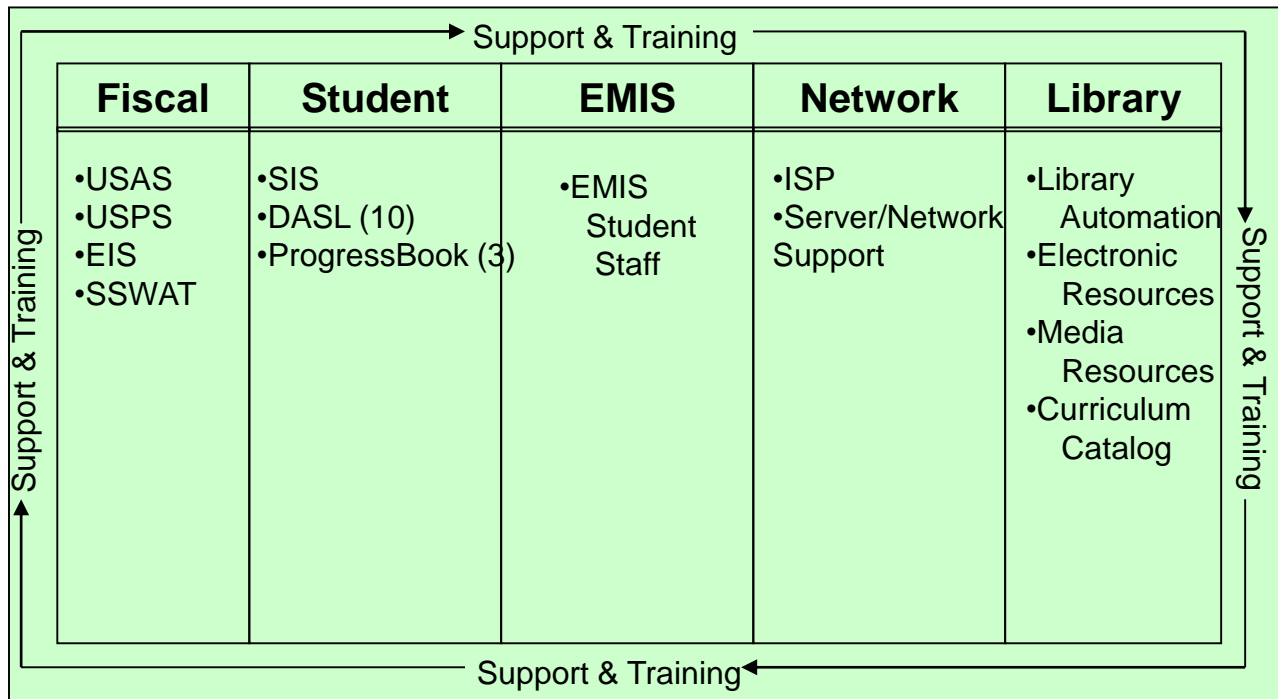 Support & Training
Fiscal
Student
EMIS
Network
Library
•USAS
•USPS
•EIS
•SSWAT
•SIS
•DASL (10)
•ProgressBook (3)
•EMIS
Student
Staff
•ISP
•Server/Network
Support
•Library
Automation
•Electronic
Resources
•Media
Resources
•Curriculum
Catalog
Support & Training
Support & Training
Support & Training